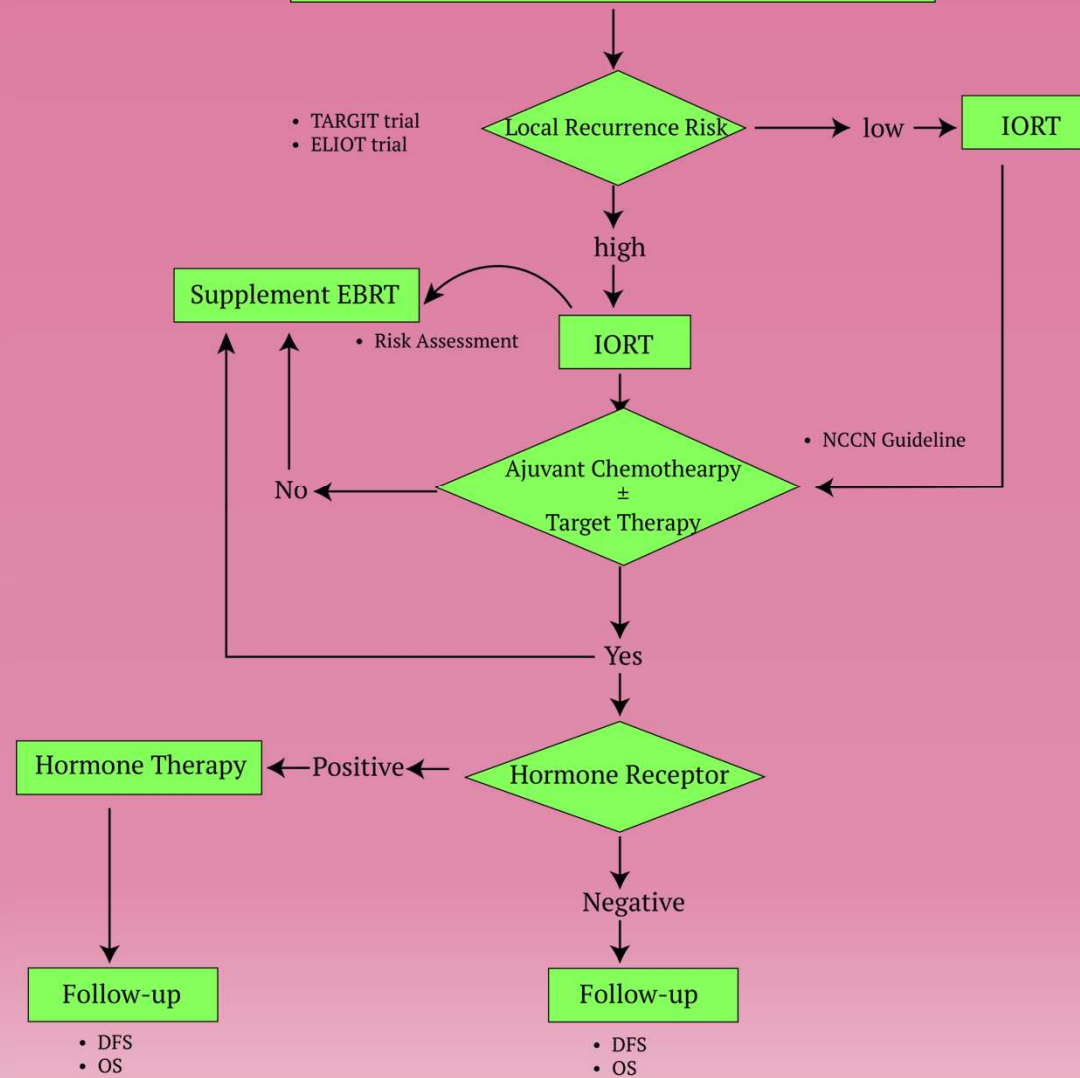 • TARGIT trial
• ELIOT trial
Local Recurrence Risk
low
IORT
high
Supplement EBRT
• Risk Assessment
IORT
• NCCN Guideline
Ajuvant Chemothearpy
±
Target Therapy
No
Yes
Hormone Therapy
Positive
Hormone Receptor
Negative
Follow-up
Follow-up
• DFS
• OS
• DFS
• OS